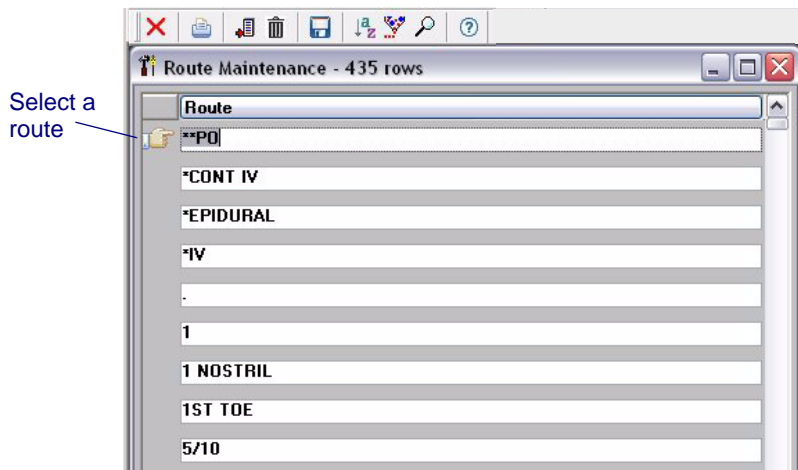 Route Maintenance - 435 rows
Select a
route
Route
**PO
*CONT IV
*EPIDURAL
*IV
.
1
1 NOSTRIL
1ST TOE
5/10